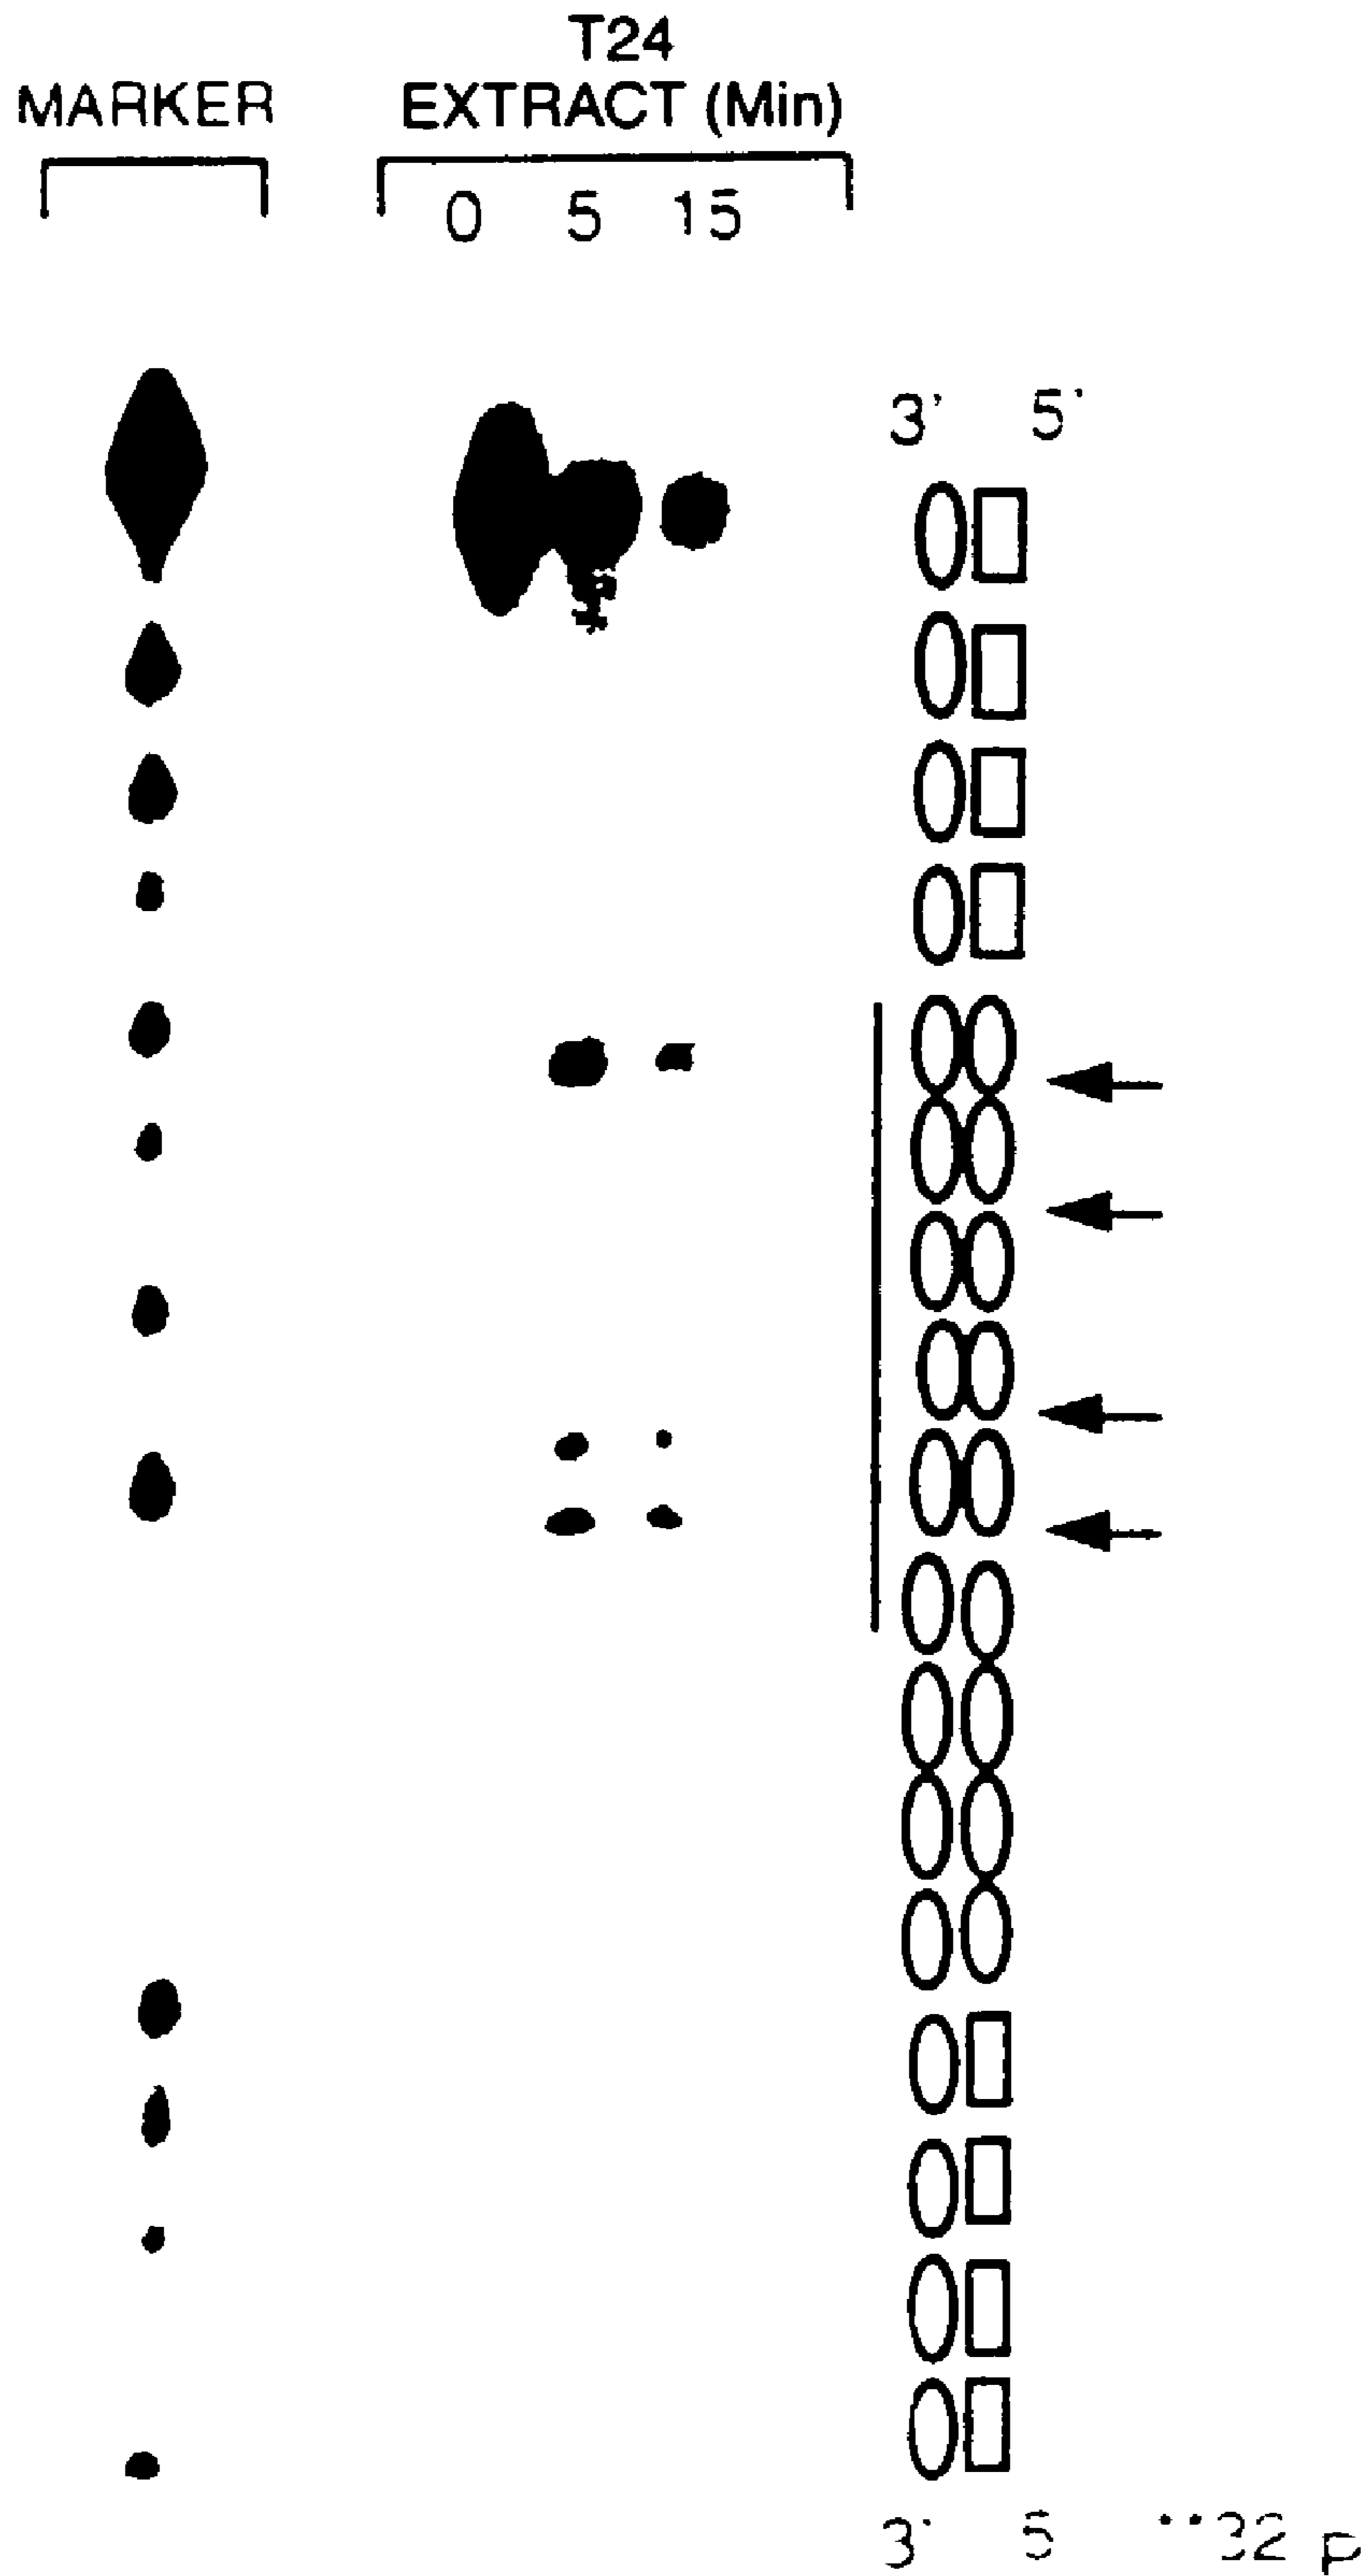 T24
MARKER EXTRACT (Min)
0 5 15
3' 5'
3' 5 32 P